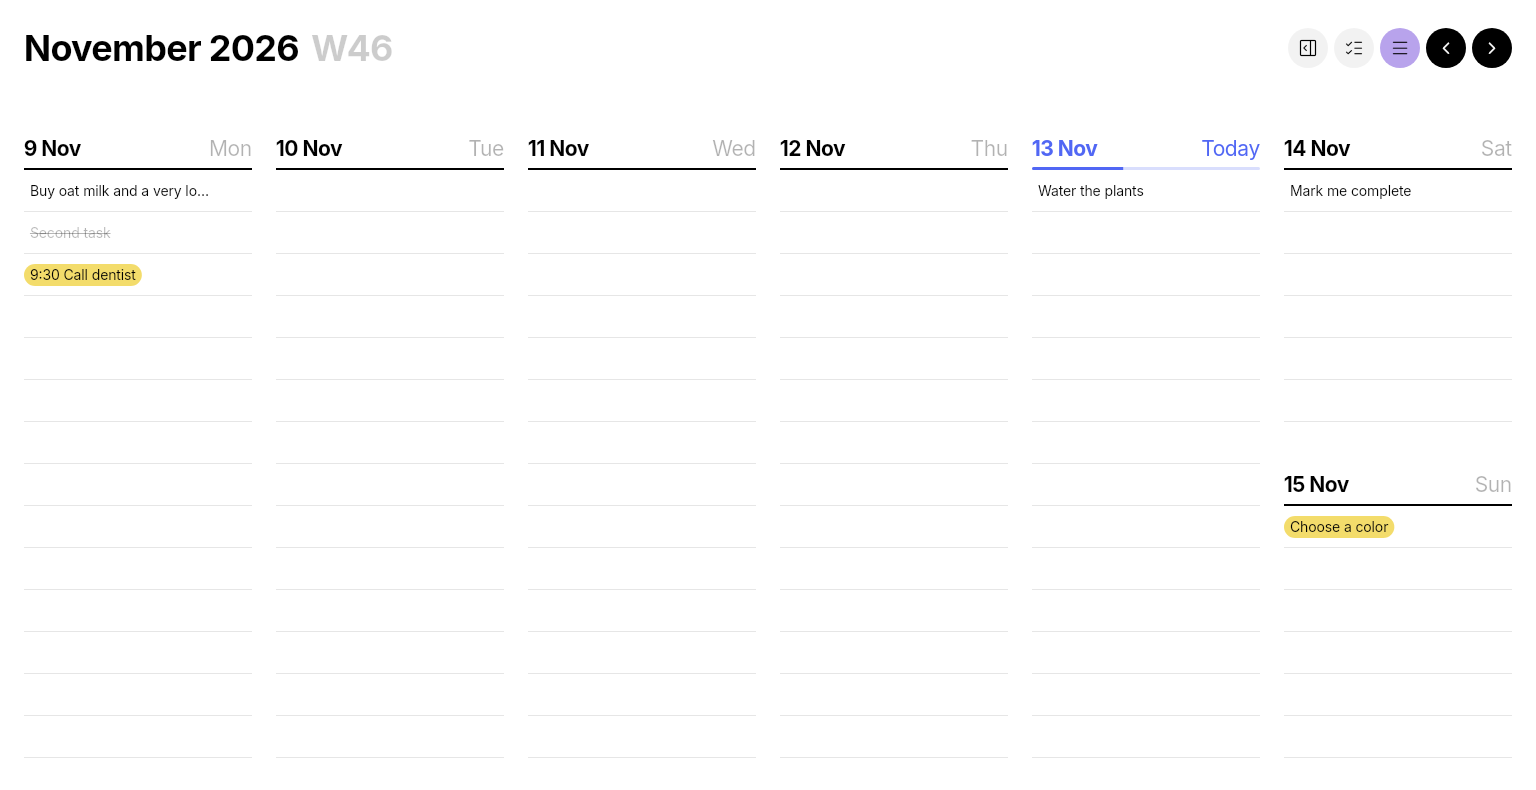 November 2026 W46
9 Nov Mon
Buy oat milk and a very lo...
Second task
9:30 Call dentist
10 Nov Tue
11 Nov Wed
12 Nov Thu
13 Nov Today
Water the plants
14 Nov Sat
Mark me complete
15 Nov Sun
Choose a color